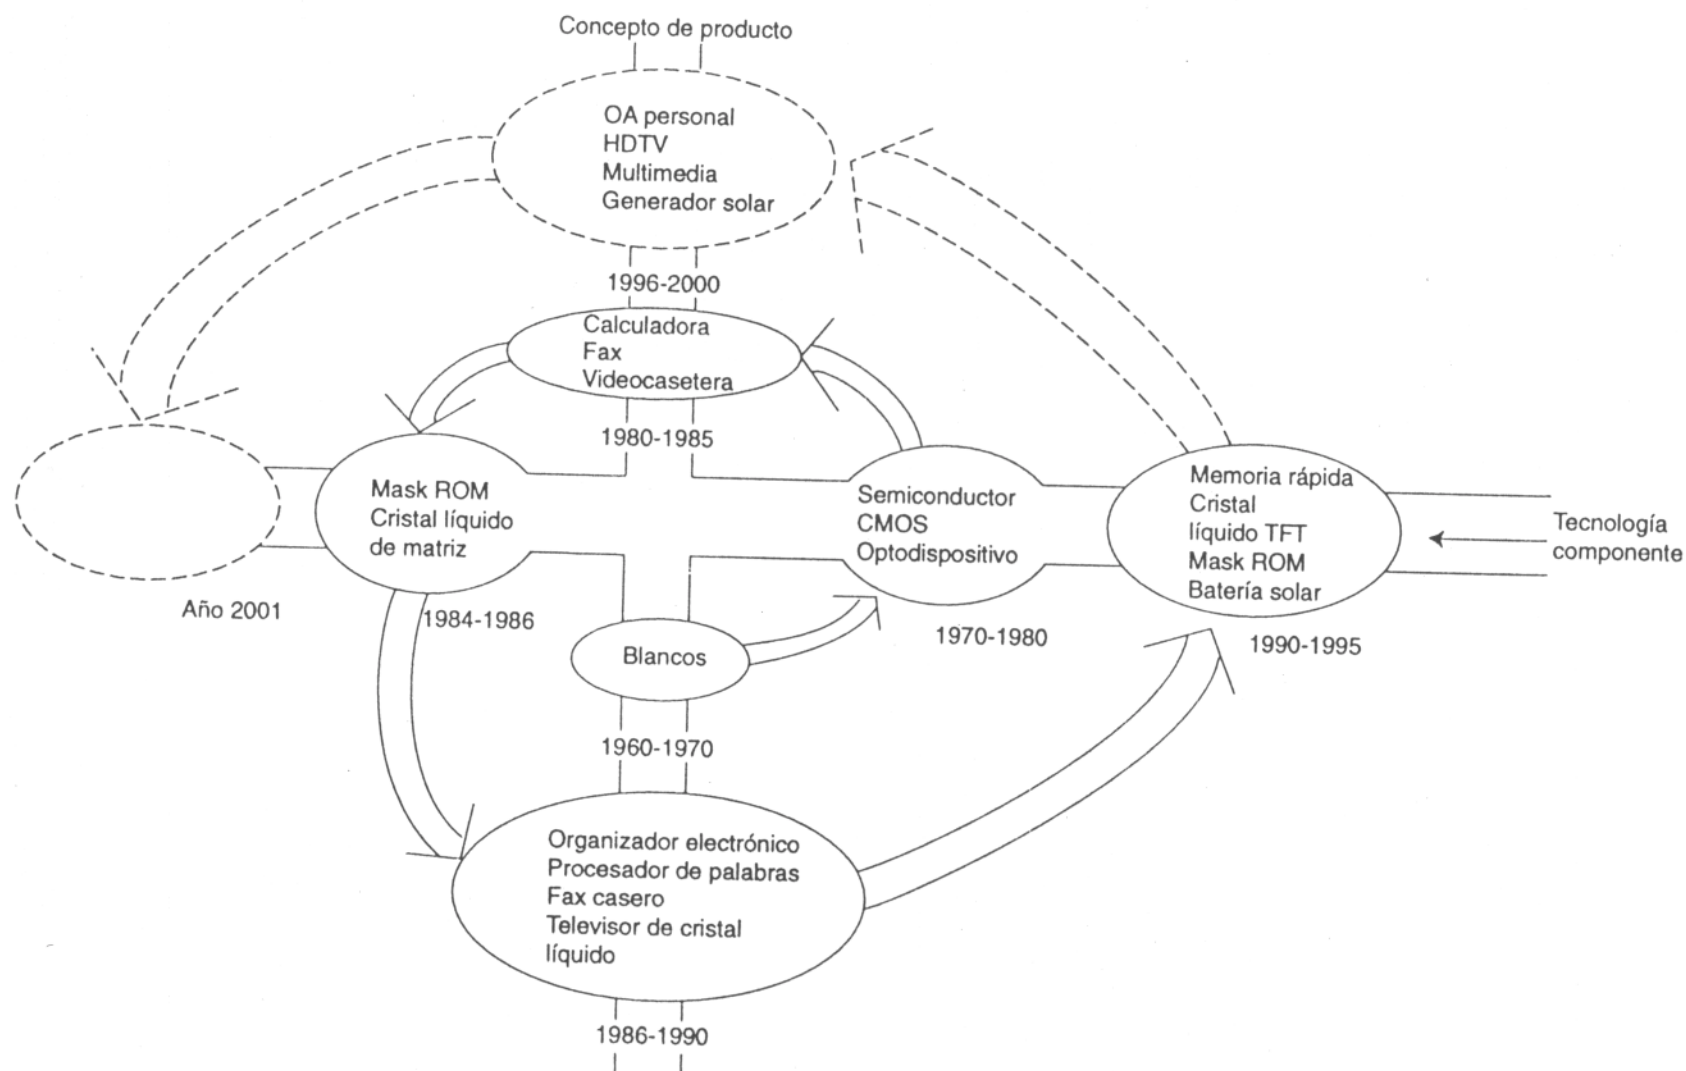 Concepto de producto
OA personal
HDTV
Multimedia
Generador solar
1996-2000
Calculadora
Fax
Videocasetera
1980-1985
Mask ROM
Cristal líquido
de matriz
Semiconductor
CMOS
Optodispositivo
Memoria rápida
Cristal
líquido TFT
Mask ROM
Batería solar
Tecnología
componente
Año 2001
1984-1986
1970-1980
1990-1995
Blancos
1960-1970
Organizador electrónico
Procesador de palabras
Fax casero
Televisor de cristal
líquido
1986-1990